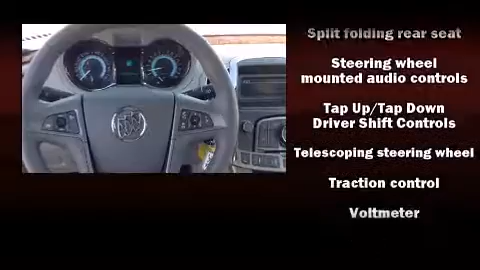 Split folding rear seat
Steering wheel
mounted audio controls
Tap Up/Tap Down
Driver Shift Controls
Telescoping steering wheel
Traction control
Voltmeter